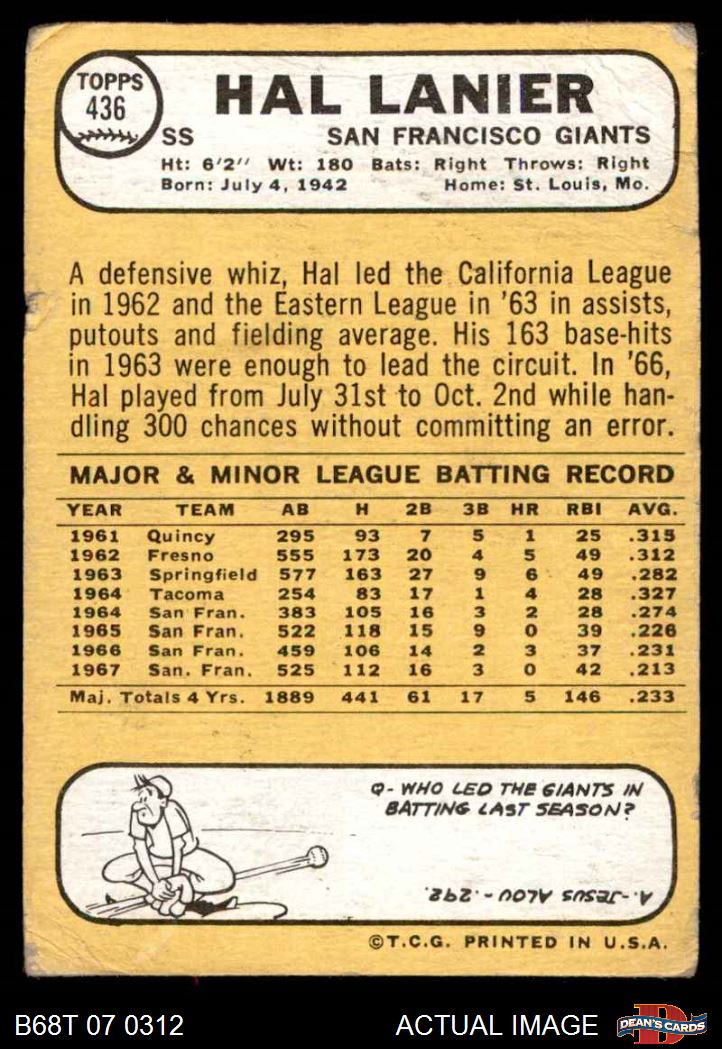 TOPPS
436
HAL LANIER
SS SAN FRANCISCO GIANTS
Ht: 6'2'' Wt: 180 Bats: Right Throws: Right
Born: July 4, 1942 Home: St. Louis, Mo.
A defensive whiz, Hal led the California League
in 1962 and the Eastern League in '63 in assists,
putouts and fielding average. His 163 base-hits
in 1963 were enough to lead the circuit. In '66,
Hal played from July 31st to Oct. 2nd while han-
dling 300 chances without committing an error.
MAJOR & MINOR LEAGUE BATTING RECORD
YEAR TEAM AB H 2B 3B HR RBI AVG.
1961 Quincy 295 93 7 5 1 25 .315
1962 Fresno 555 173 20 4 5 49 .312
1963 Springfield 577 163 27 9 6 49 .282
1964 Tacoma 254 83 17 1 4 28 .327
1964 San Fran. 383 105 16 3 2 28 .274
1965 San Fran. 522 118 15 9 0 39 .226
1966 San Fran. 459 106 14 2 3 37 .231
1967 San. Fran. 525 112 16 3 0 42 .213
Maj. Totals 4 Yrs. 1889 441 61 17 5 146 .233
Q- WHO LED THE GIANTS IN
BATTING LAST SEASON?
A.-JESUS ALOU - .292.
©T.C.G. PRINTED IN U.S.A.
B68T 07 0312 ACTUAL IMAGE
D
DEAN'S CARDS